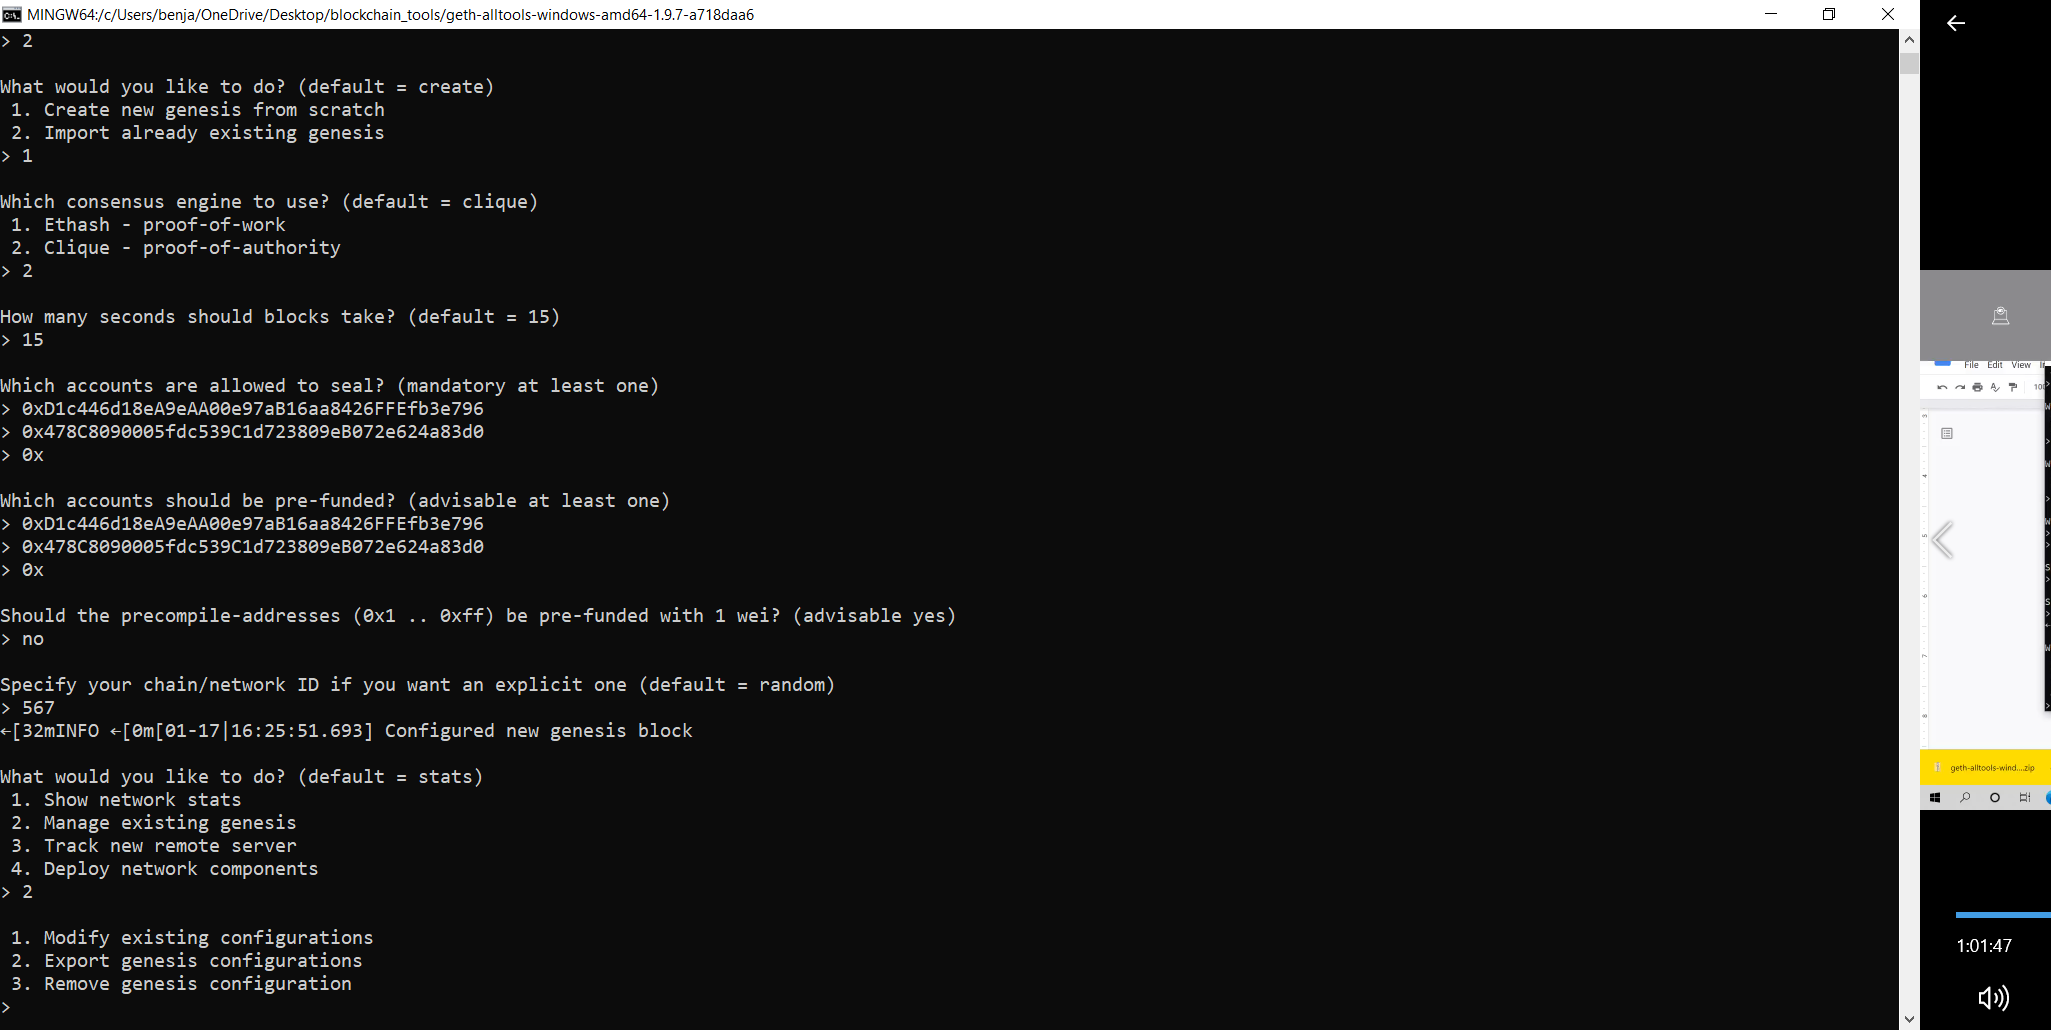 MINGW64:/c/Users/benja/OneDrive/Desktop/blockchain_tools/geth-alltools-windows-amd64-1.9.7-a718daa6
> 2
What would you like to do? (default = create)
1. Create new genesis from scratch
2. Import already existing genesis
> 1
Which consensus engine to use? (default = clique)
1. Ethash - proof-of-work
2. Clique - proof-of-authority
> 2
How many seconds should blocks take? (default = 15)
> 15
Which accounts are allowed to seal? (mandatory at least one)
> 0xD1c446d18eA9eAA00e97aB16aa8426FFEfb3e796
> 0x478C8090005fdc539C1d723809eB072e624a83d0
> 0x
Which accounts should be pre-funded? (advisable at least one)
> 0xD1c446d18eA9eAA00e97aB16aa8426FFEfb3e796
> 0x478C8090005fdc539C1d723809eB072e624a83d0
> 0x
Should the precompile-addresses (0x1 .. 0xff) be pre-funded with 1 wei? (advisable yes)
> no
Specify your chain/network ID if you want an explicit one (default = random)
> 567
←[32mINFO ←[0m[01-17|16:25:51.693] Configured new genesis block
What would you like to do? (default = stats)
1. Show network stats
2. Manage existing genesis
3. Track new remote server
4. Deploy network components
> 2
1. Modify existing configurations
2. Export genesis configurations
3. Remove genesis configuration
>
File Edit View
geth-alltools-wind....zip
1:01:47